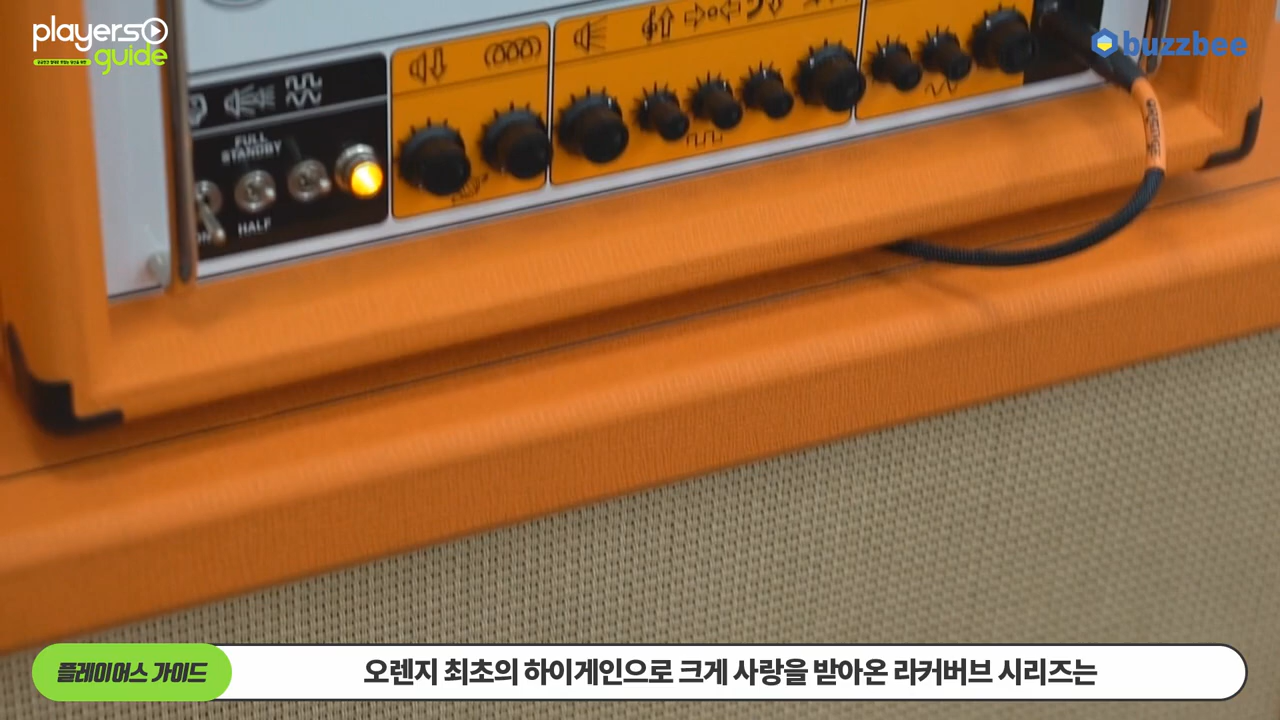 players
guide
buzzbee
FULL
STANDBY
HALF
플레이어스 가이드
오렌지 최초의 하이게인으로 크게 사랑을 받아온 라커버브 시리즈는